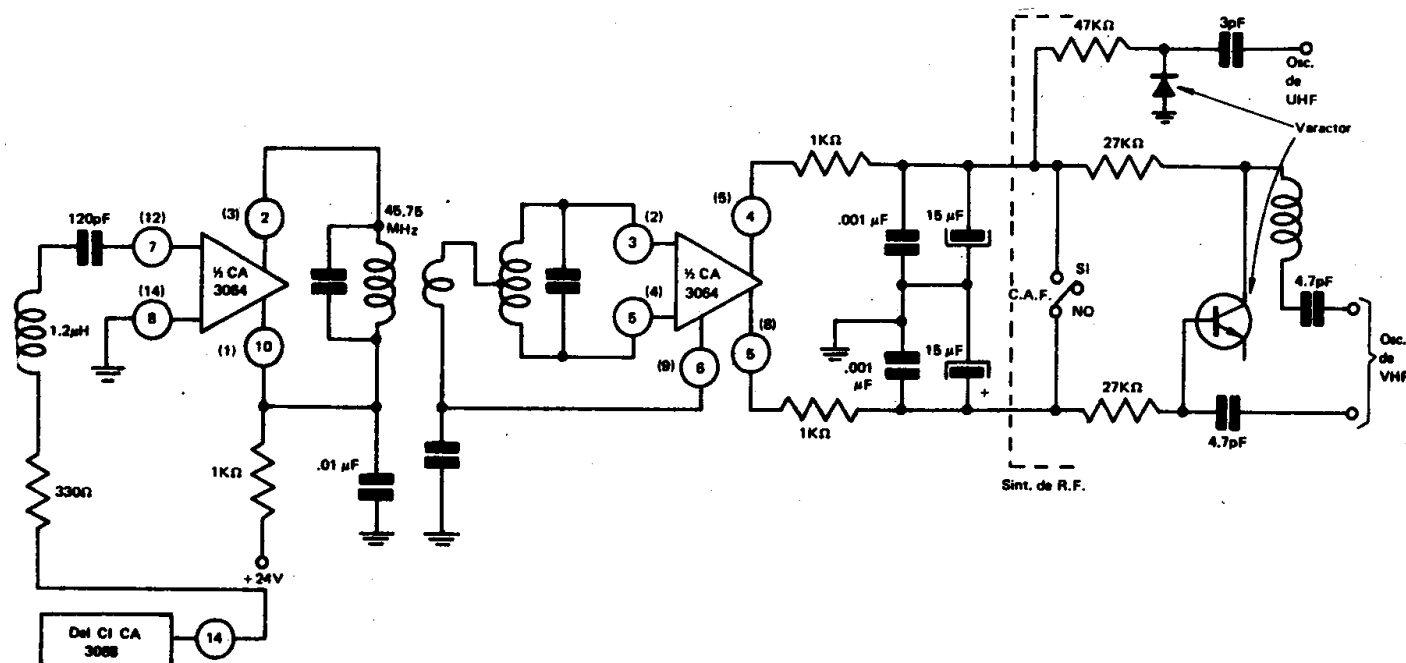 47KΩ
3pF
Osc.
de
UHF
Varactor
1KΩ
27KΩ
(5)
4
120pF
(12)
7
(3)
2
45.75
MHz
(2)
3
.001 µF
15 µF
½ CA
3064
½ CA
3064
SI
C.A.F.
NO
4.7pF
(14)
8
(4)
5
(8)
5
1.2µH
(1)
10
(9)
6
.001
µF
15 µF
+
Osc.
de
VHF
27KΩ
1KΩ
4.7pF
1KΩ
.01 µF
330Ω
Sint. de R.F.
+24V
Del CI CA
14